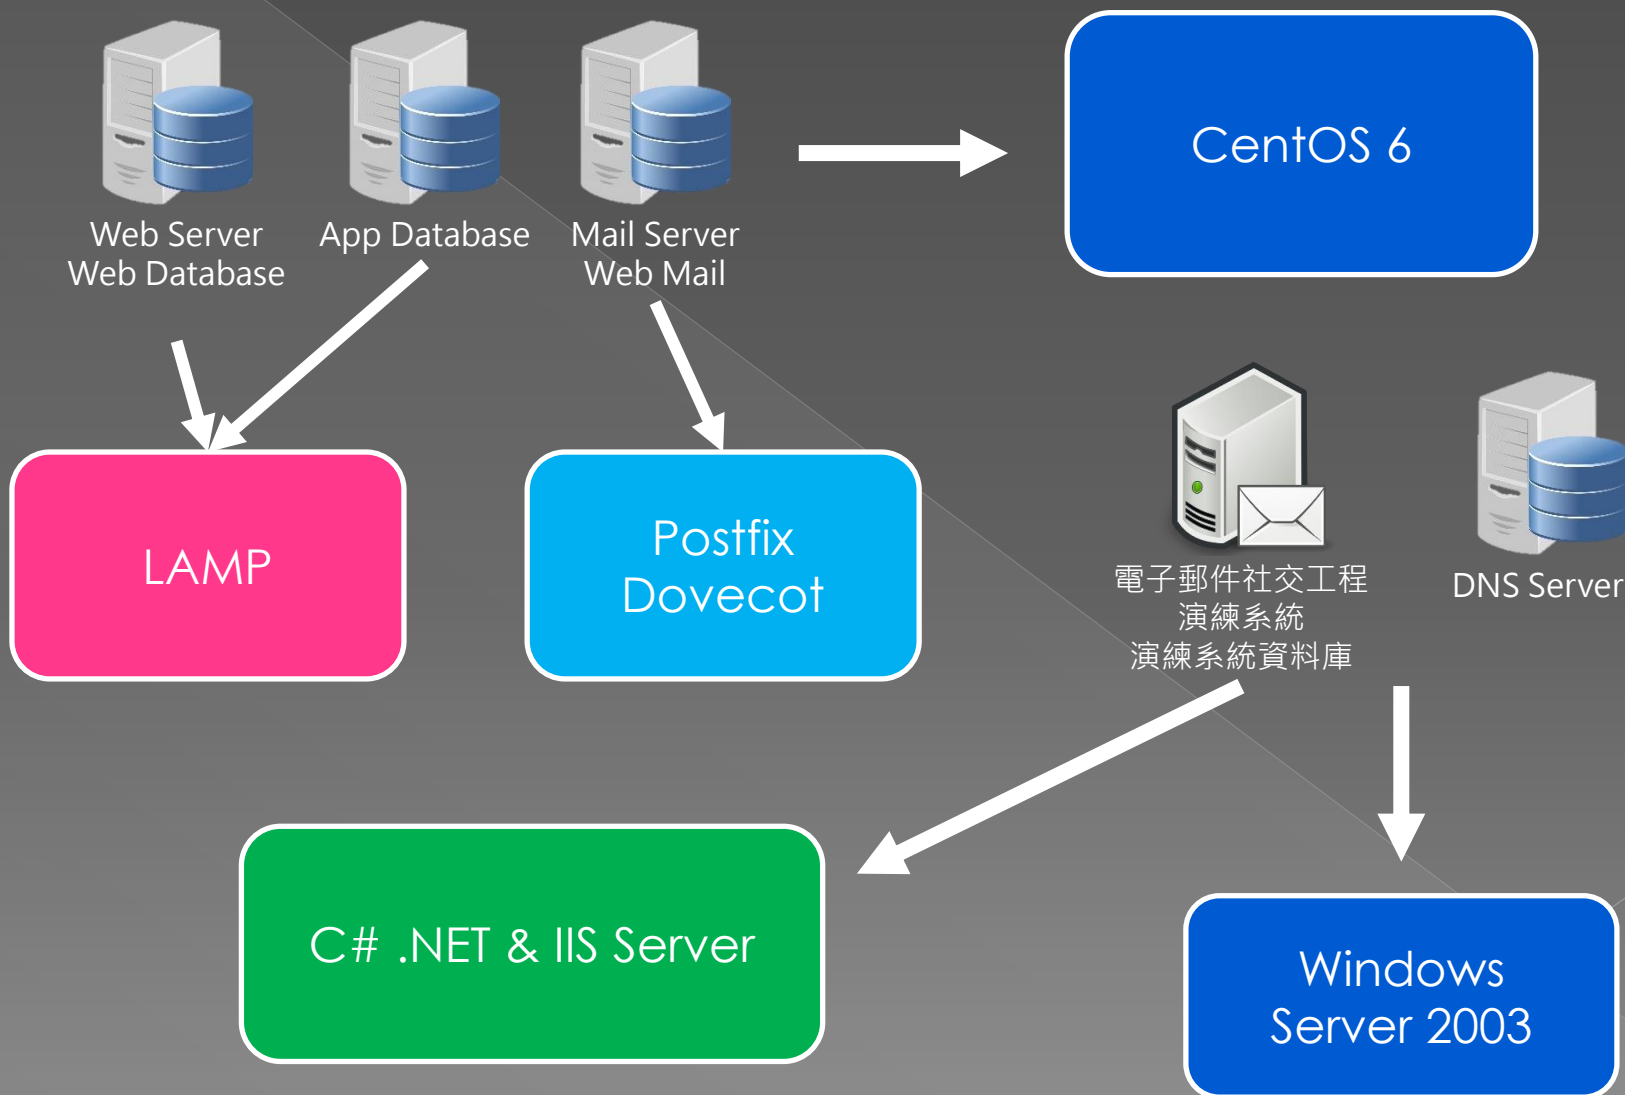 Web Server
Web Database
App Database
Mail Server
Web Mail
CentOS 6
LAMP
Postfix
Dovecot
電子郵件社交工程
演練系統
演練系統資料庫
DNS Server
C# .NET & IIS Server
Windows
Server 2003